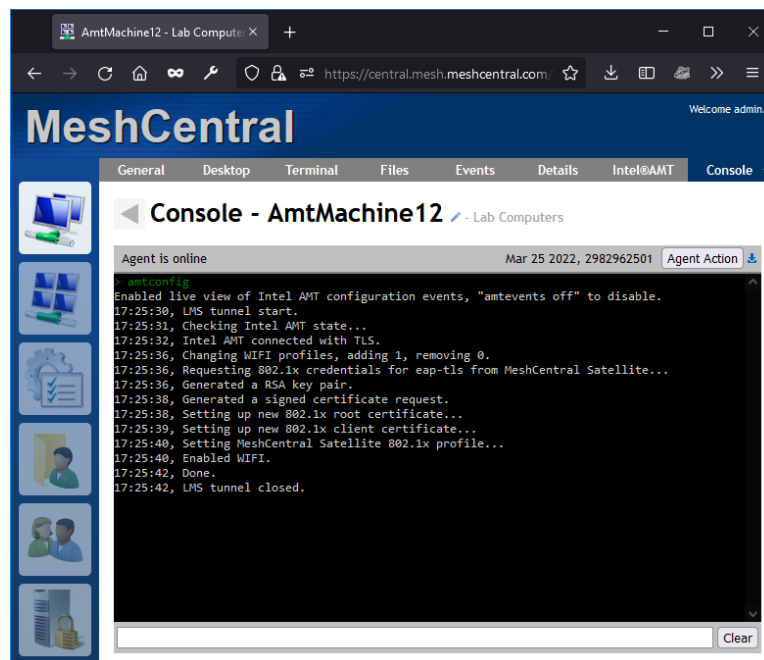 AmtMachine12 - Lab Compute
https://central.mesh.meshcentral.com/
MeshCentral
Welcome admin.
General Desktop Terminal Files Events Details Intel®AMT Console
Console - AmtMachine12 - Lab Computers
Agent is online Mar 25 2022, 2982962501 Agent Action
> amtconfig
Enabled live view of Intel AMT configuration events, "amtevents off" to disable.
17:25:30, LMS tunnel start.
17:25:31, Checking Intel AMT state...
17:25:32, Intel AMT connected with TLS.
17:25:36, Changing WIFI profiles, adding 1, removing 0.
17:25:36, Requesting 802.1x credentials for eap-tls from MeshCentral Satellite...
17:25:36, Generated a RSA key pair.
17:25:38, Generated a signed certificate request.
17:25:38, Setting up new 802.1x root certificate...
17:25:39, Setting up new 802.1x client certificate...
17:25:40, Setting MeshCentral Satellite 802.1x profile...
17:25:40, Enabled WIFI.
17:25:42, Done.
17:25:42, LMS tunnel closed.
Clear